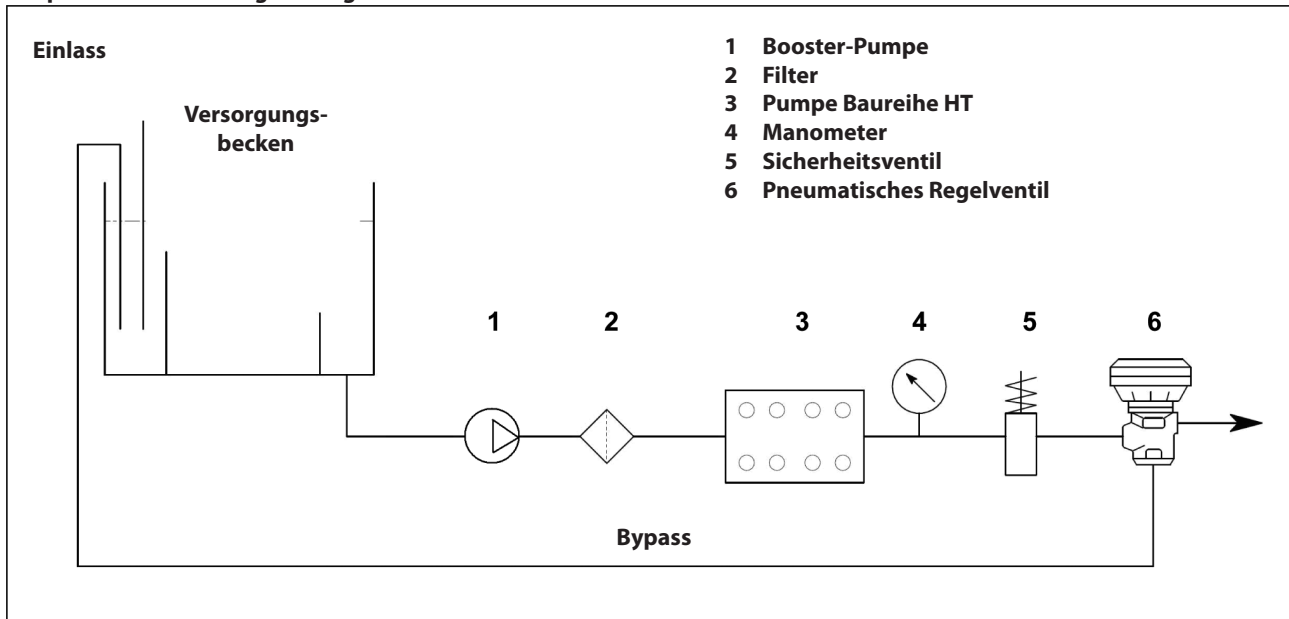 Einlass
Versorgungs-
becken
1 Booster-Pumpe
2 Filter
3 Pumpe Baureihe HT
4 Manometer
5 Sicherheitsventil
6 Pneumatisches Regelventil
1 2 3 4 5 6
Bypass